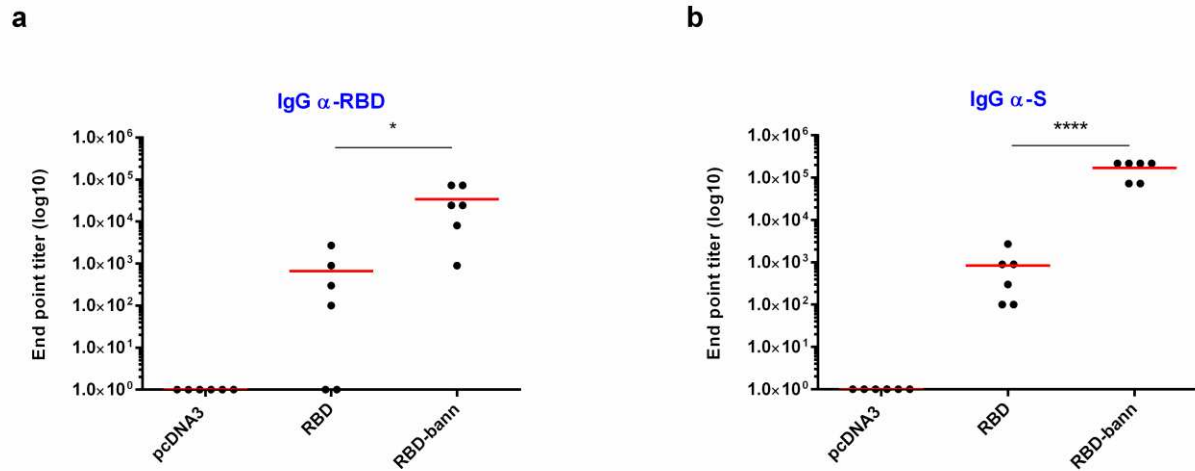 a
IgG α-RBD
*
End point titer (log10)
1.0×10⁶
1.0×10⁵
1.0×10⁴
1.0×10³
1.0×10²
1.0×10¹
1.0×10⁰
pcDNA3
RBD
RBD-bann
b
IgG α-S
****
End point titer (log10)
1.0×10⁶
1.0×10⁵
1.0×10⁴
1.0×10³
1.0×10²
1.0×10¹
1.0×10⁰
pcDNA3
RBD
RBD-bann